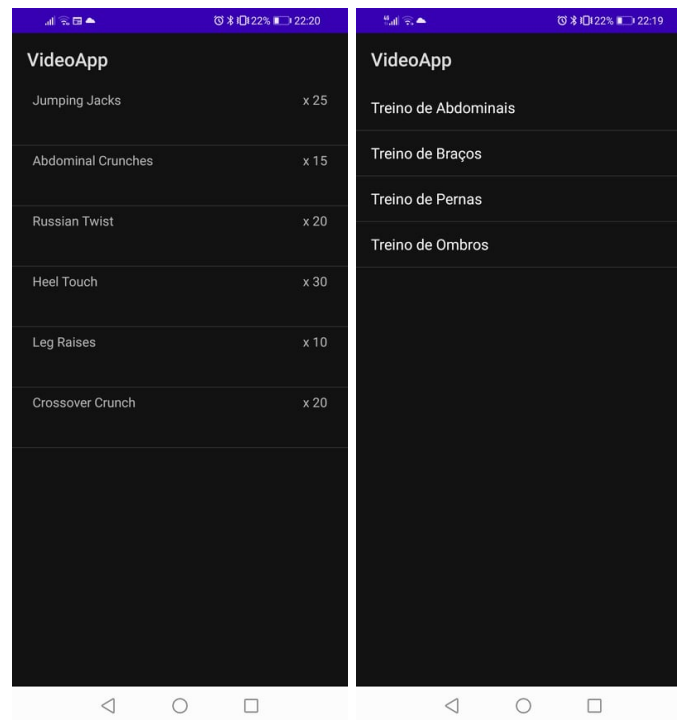 22% 22:20
VideoApp
Jumping Jacks x 25
Abdominal Crunches x 15
Russian Twist x 20
Heel Touch x 30
Leg Raises x 10
Crossover Crunch x 20
22% 22:19
VideoApp
Treino de Abdominais
Treino de Braços
Treino de Pernas
Treino de Ombros